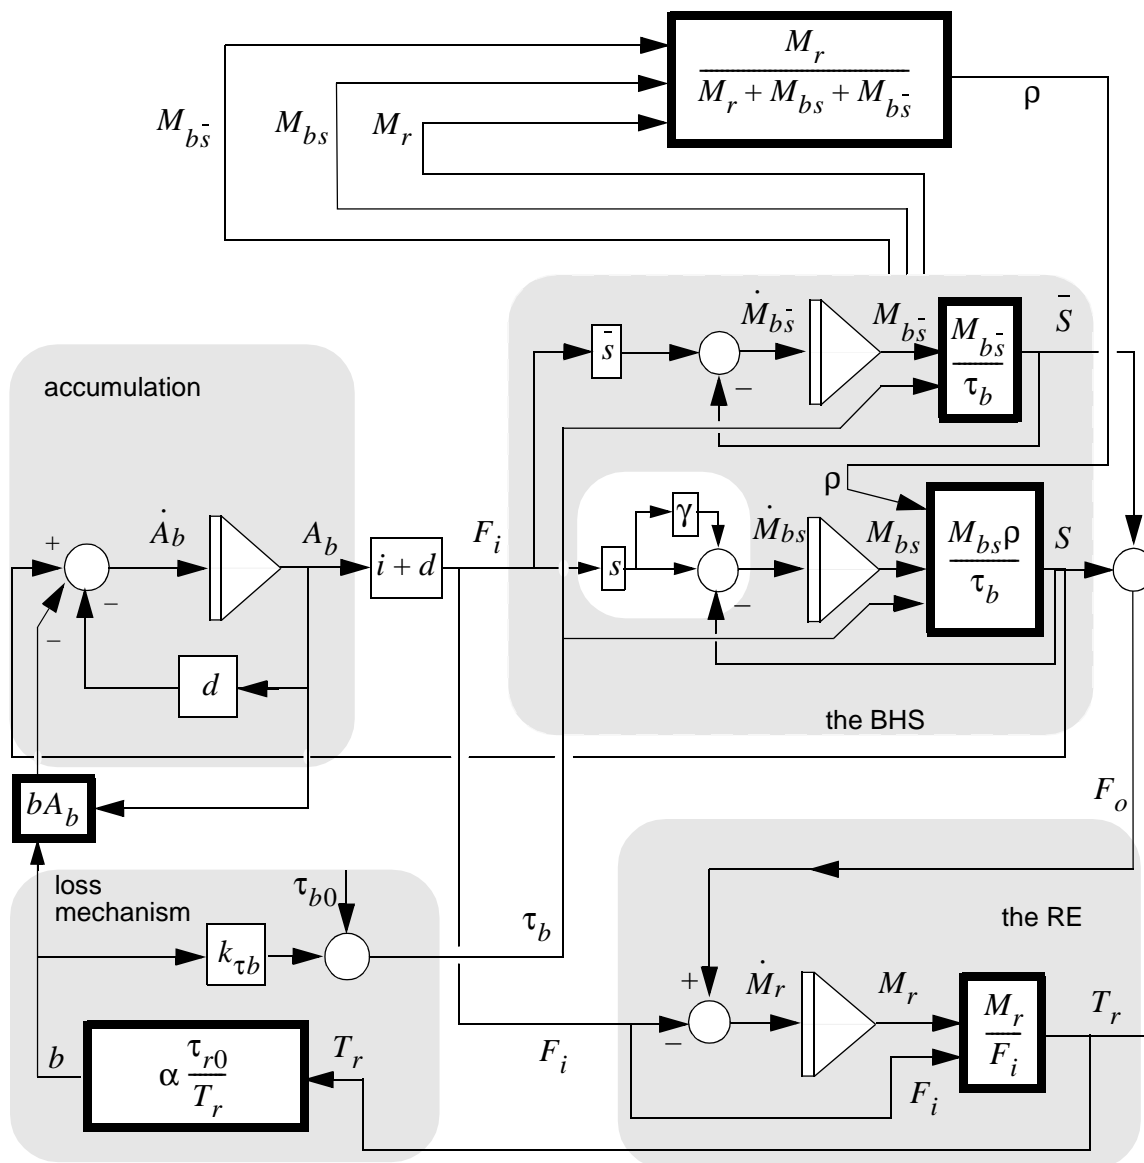 M_r
M_r + M_bs + M_bs̄
ρ
M_bs̄
M_bs
M_r
Ṁ_bs̄
M_bs̄
S̄
s̄
M_bs̄
τ_b
−
accumulation
ρ
γ
Ȧ_b
A_b
i + d
F_i
s
Ṁ_bs
M_bs
M_bs ρ
τ_b
S
+
−
−
−
d
the BHS
bA_b
F_o
loss
mechanism
τ_b0
τ_b
the RE
k_τb
+
Ṁ_r
M_r
M_r
F_i
T_r
−
b
α τ_r0
T_r
T_r
F_i
F_i